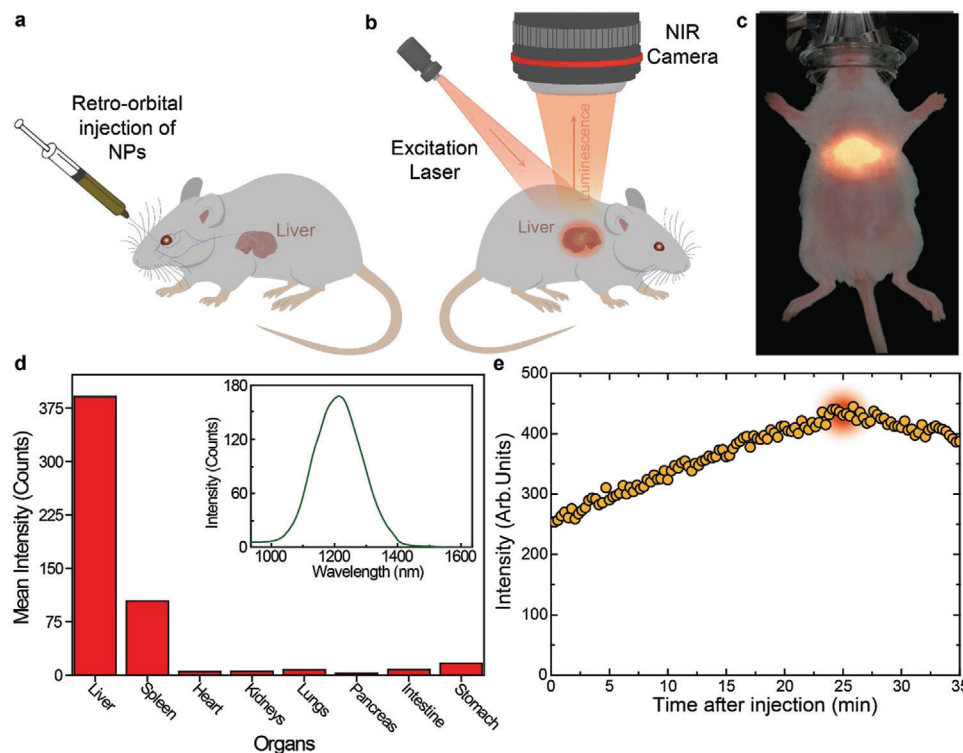 a
Retro-orbital
injection of
NPs
Liver
b
NIR
Camera
Excitation
Laser
Luminescence
Liver
c
d
Mean Intensity (Counts)
375
300
225
150
75
0
Liver
Spleen
Heart
Kidneys
Lungs
Pancreas
Intestine
Stomach
Organs
Intensity (Counts)
180
120
60
0
1000 1200 1400 1600
Wavelength (nm)
e
Intensity (Arb.Units)
500
400
300
200
100
0
0 5 10 15 20 25 30 35
Time after injection (min)